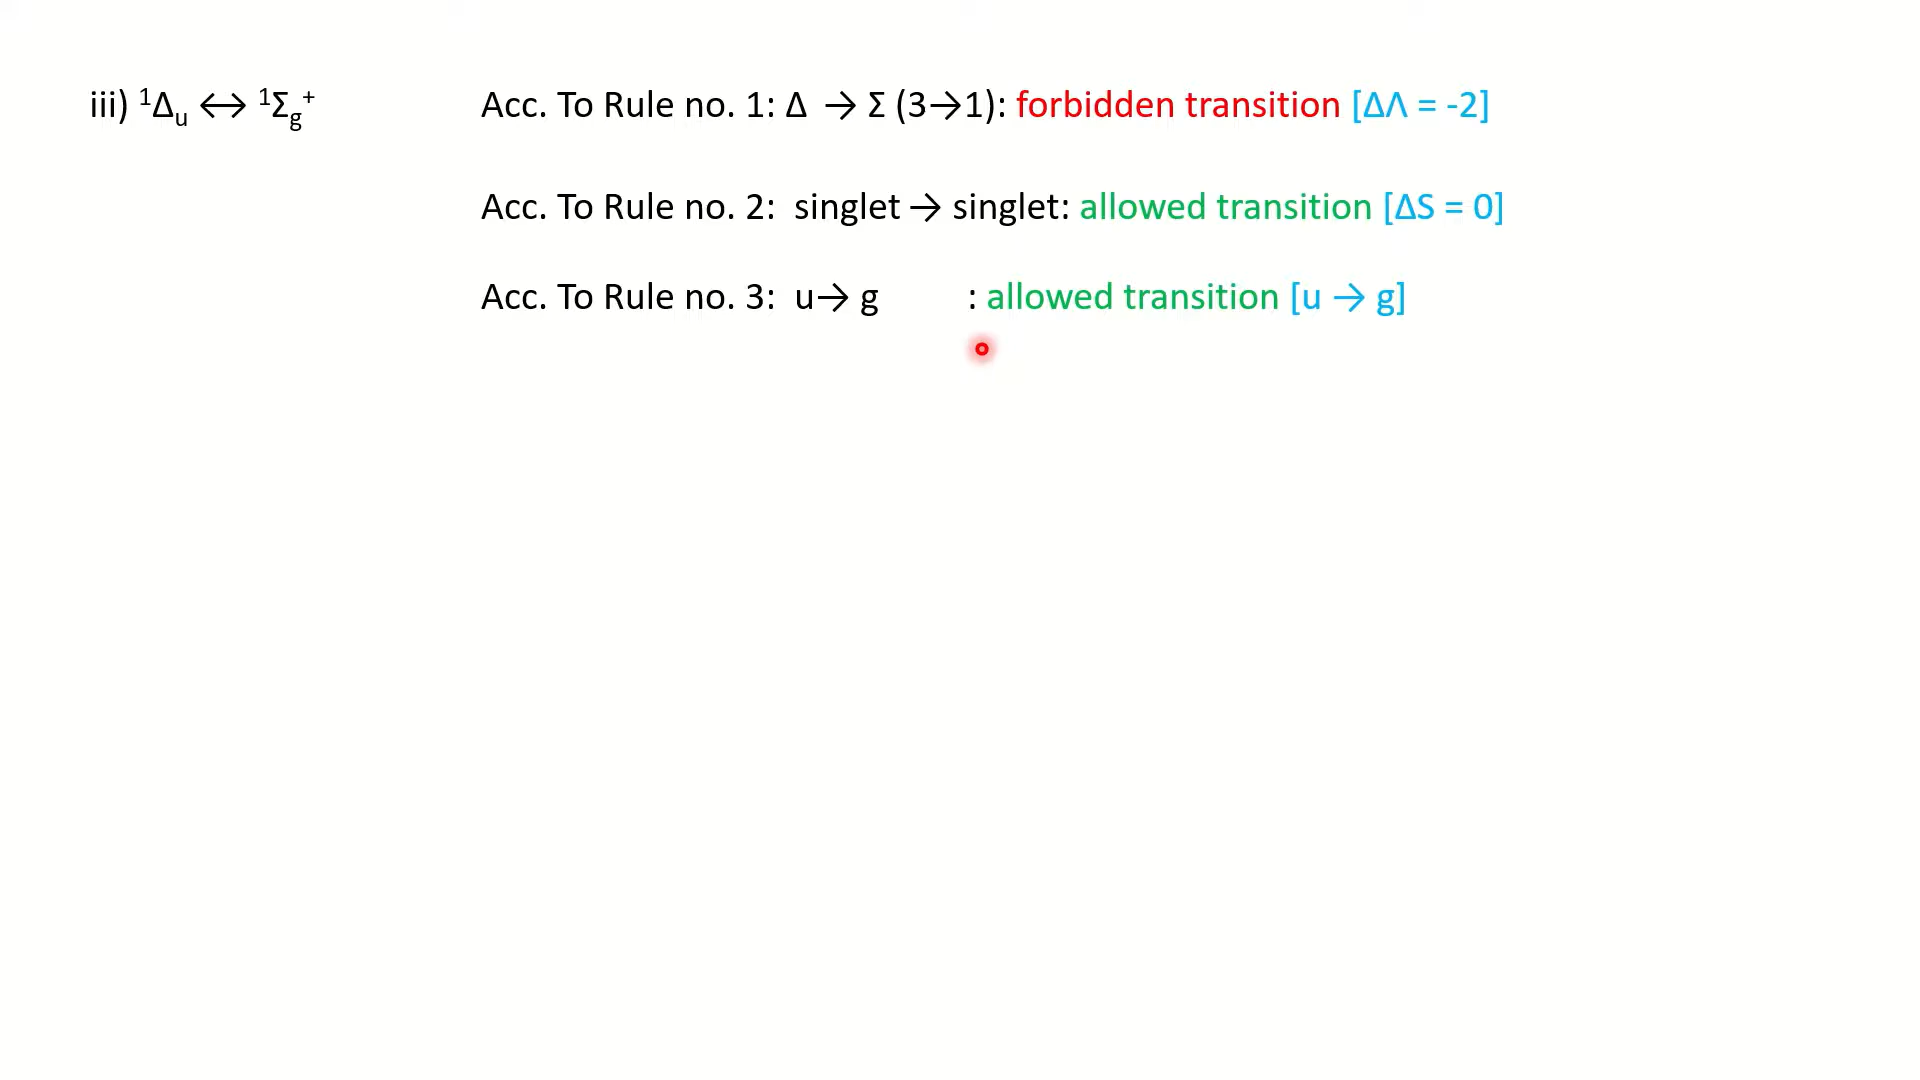 iii) ¹Δᵤ ↔ ¹Σg⁺ Acc. To Rule no. 1: Δ → Σ (3→1): forbidden transition [ΔΛ = -2]
Acc. To Rule no. 2: singlet → singlet: allowed transition [ΔS = 0]
Acc. To Rule no. 3: u→ g : allowed transition [u → g]